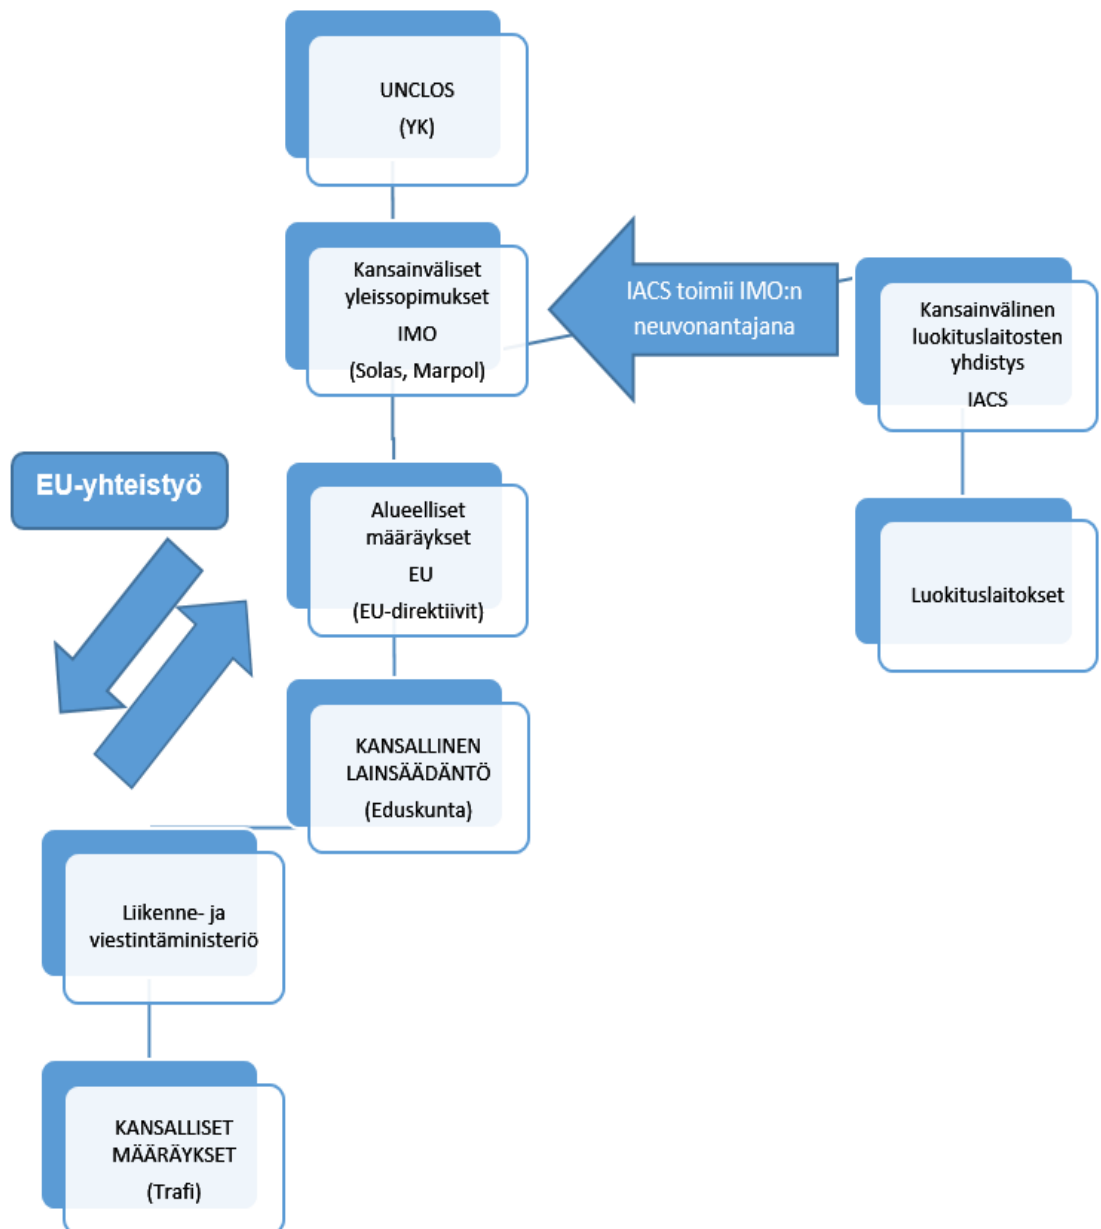 UNCLOS
(YK)
Kansainväliset
yleissopimukset
IMO
(Solas, Marpol)
IACS toimii IMO:n
neuvonantajana
Kansainvälinen
luokituslaitosten
yhdistys
IACS
EU-yhteistyö
Alueelliset
määräykset
EU
(EU-direktiivit)
Luokituslaitokset
KANSALLINEN
LAINSÄÄDÄNTÖ
(Eduskunta)
Liikenne- ja
viestintäministeriö
KANSALLISET
MÄÄRÄYKSET
(Trafi)